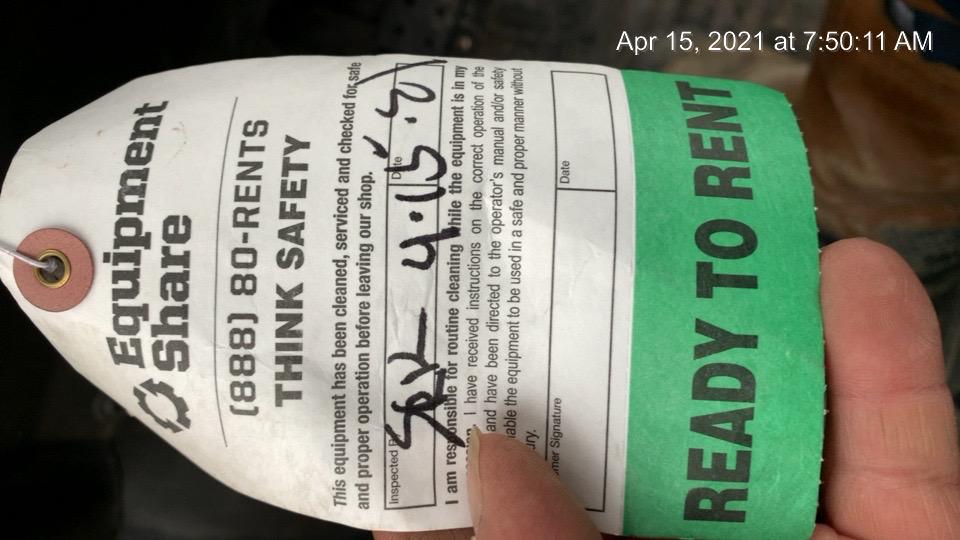 Apr 15, 2021 at 7:50:11 AM
Equipment
Share
(888) 80-RENTS
THINK SAFETY
This equipment has been cleaned, serviced and checked for safe
and proper operation before leaving our shop.
Inspected
Date
4.15.21
I am responsible for routine cleaning while the equipment is in my
I have received instructions on the correct operation of the
and have been directed to the operator's manual and/or safety
the equipment to be used in a safe and proper manner without
Signature
Date
READY TO RENT